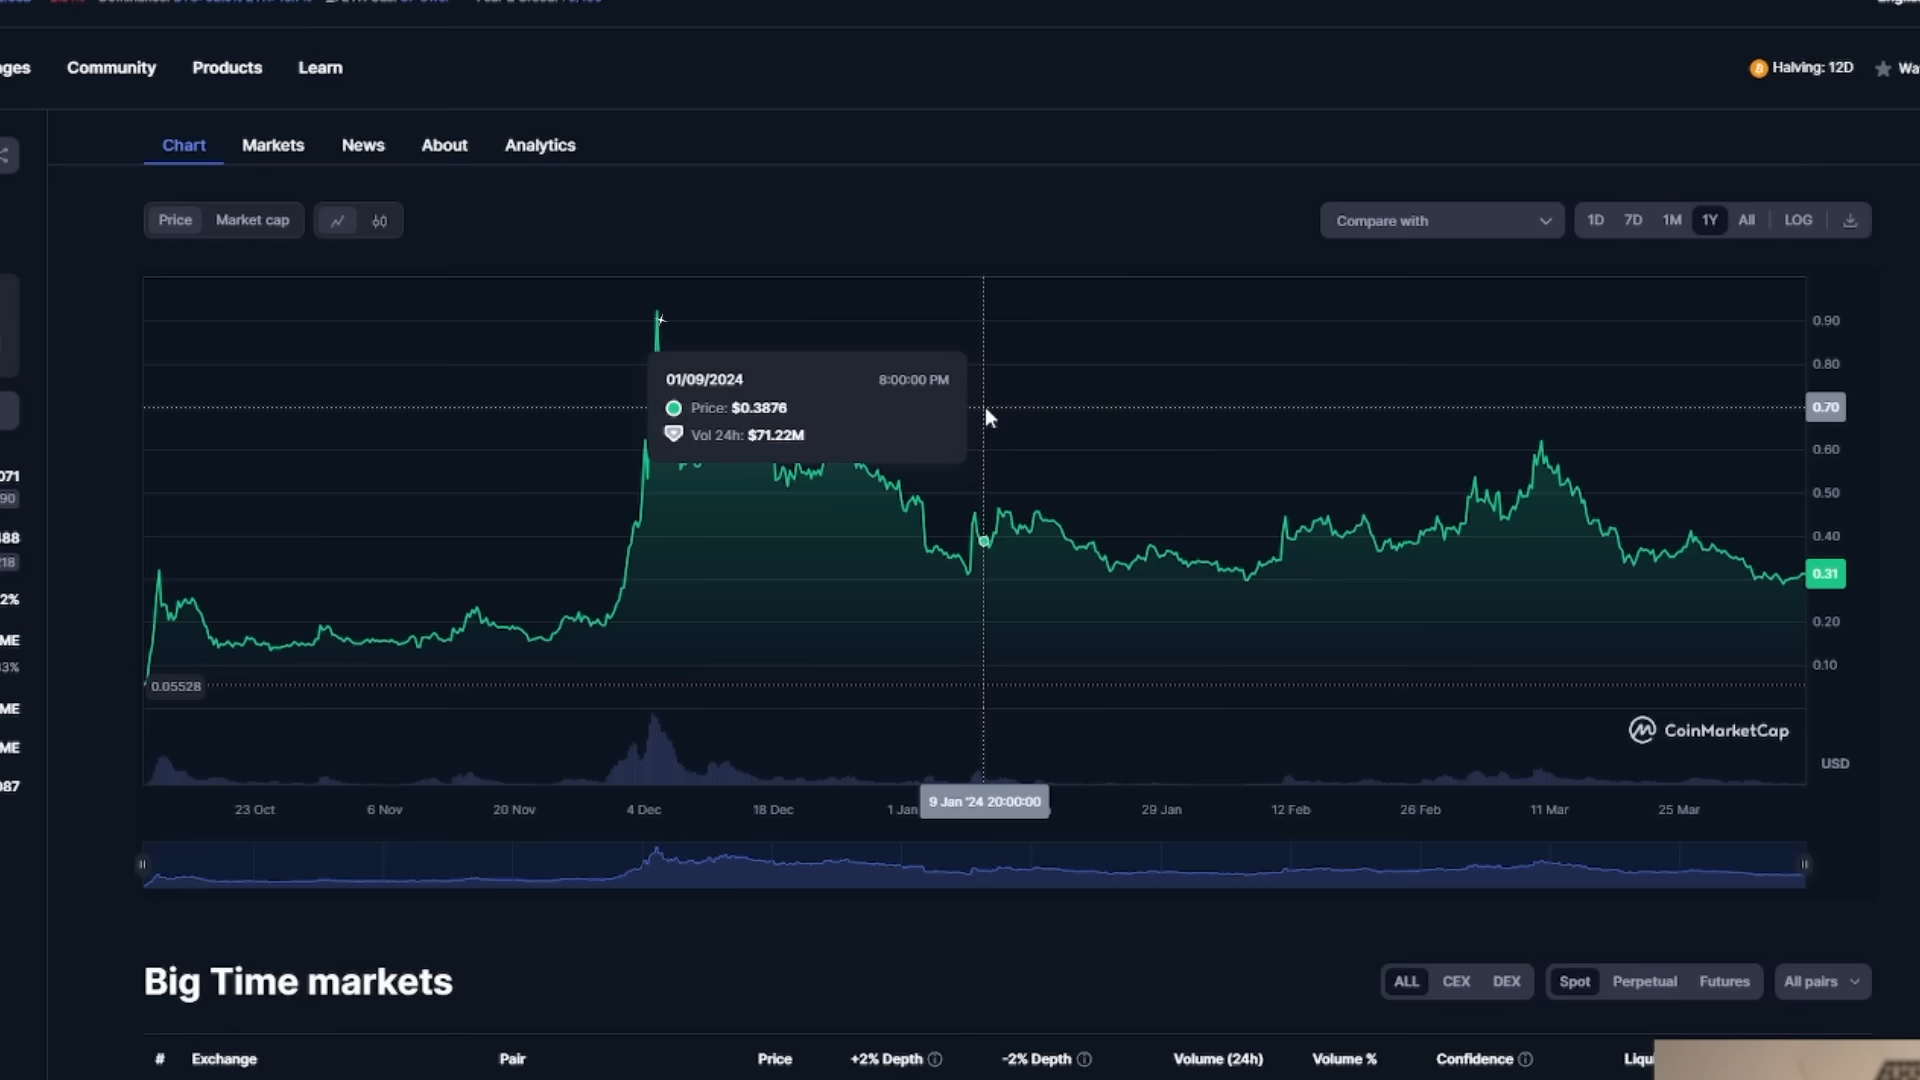 Community Products Learn
Halving: 12D
Chart Markets News About Analytics
Price Market cap
Compare with
1D 7D 1M 1Y All LOG
0.90
0.80
0.70
0.60
0.50
0.40
0.31
0.20
0.10
01/09/2024 8:00:00 PM
Price: $0.3876
Vol 24h: $71.22M
0.05528
CoinMarketCap
USD
23 Oct 6 Nov 20 Nov 4 Dec 18 Dec 1 Jan 9 Jan '24 20:00:00 29 Jan 12 Feb 26 Feb 11 Mar 25 Mar
Big Time markets
ALL CEX DEX
Spot Perpetual Futures
All pairs
# Exchange Pair Price +2% Depth -2% Depth Volume (24h) Volume % Confidence